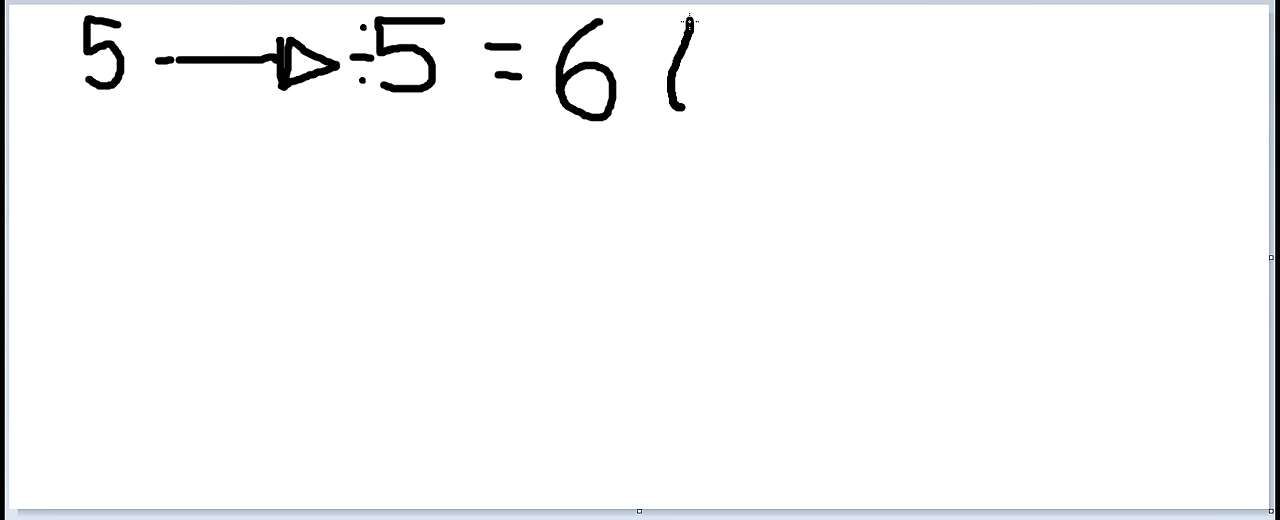 5 → ÷5 = 6 (